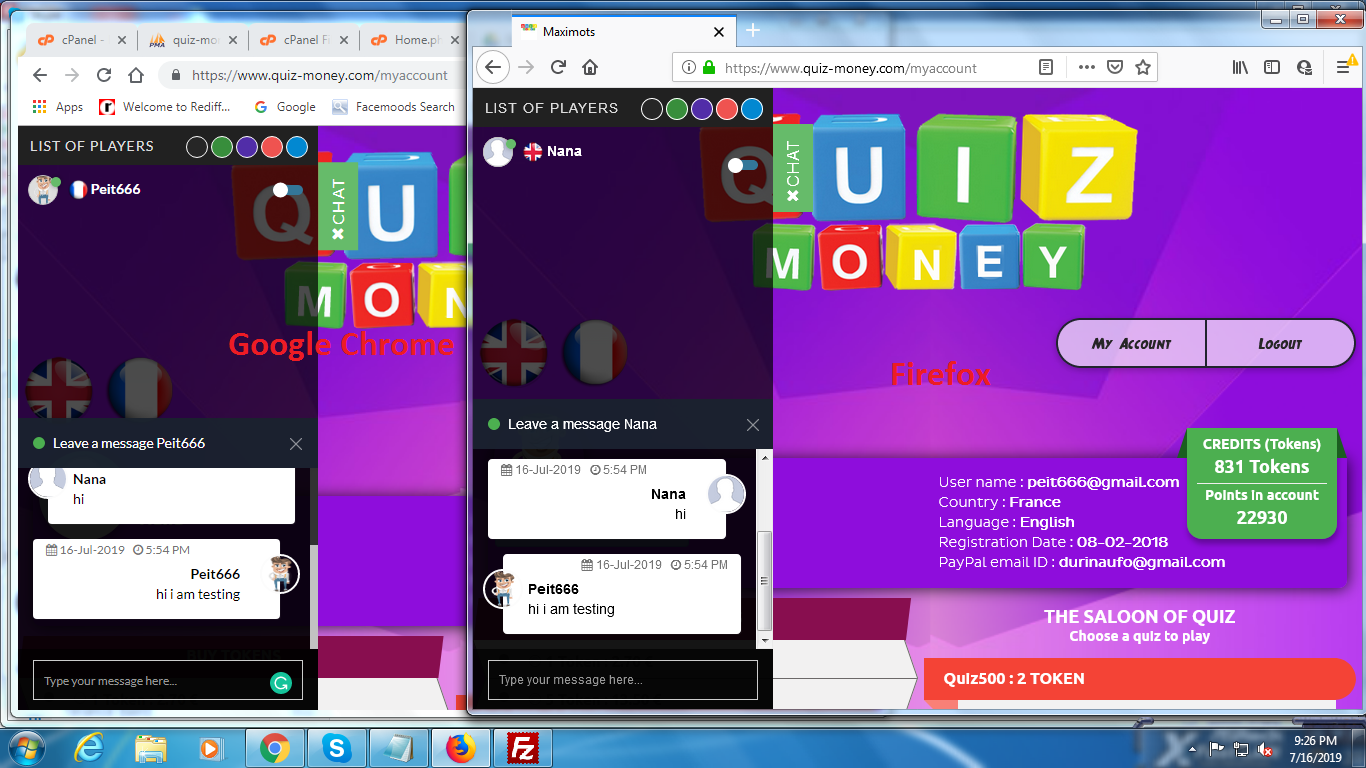 cPanel -
quiz-mo
cPanel Fi
Home.ph
https://www.quiz-money.com/myaccount
Apps
Welcome to Rediff...
Google
Facemoods Search
LIST OF PLAYERS
Peit666
CHAT
Q U
M O N
Google Chrome
Leave a message Peit666
Nana
hi
16-Jul-2019 5:54 PM
Peit666
hi i am testing
BUY TOKENS
Type your message here...
Maximots
https://www.quiz-money.com/myaccount
LIST OF PLAYERS
Nana
CHAT
QUIZ
MONEY
My Account
Logout
Firefox
Leave a message Nana
16-Jul-2019 5:54 PM
Nana
hi
16-Jul-2019 5:54 PM
Peit666
hi i am testing
Type your message here...
CREDITS (Tokens)
831 Tokens
Points in account
22930
User name : peit666@gmail.com
Country : France
Language : English
Registration Date : 08-02-2018
PayPal email ID : durinaufo@gmail.com
THE SALOON OF QUIZ
Choose a quiz to play
Quiz500 : 2 TOKEN
9:26 PM
7/16/2019